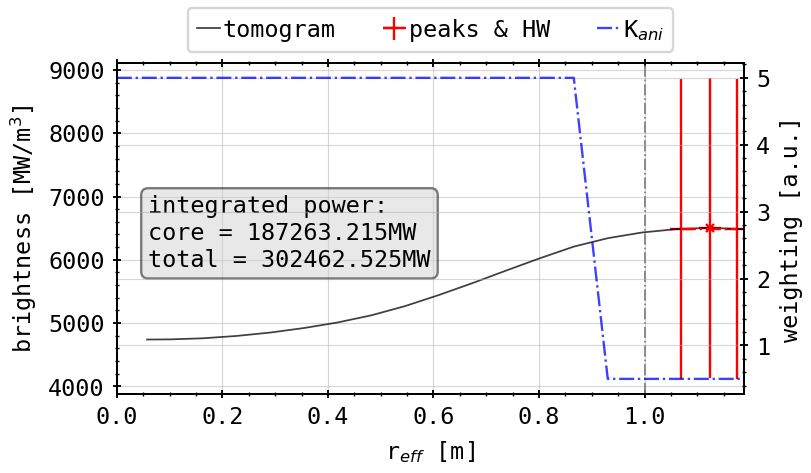 tomogram peaks & HW K_ani
brightness [MW/m³]
9000
8000
7000
6000
5000
4000
integrated power:
core = 187263.215MW
total = 302462.525MW
5
4
3
2
1
weighting [a.u.]
0.0 0.2 0.4 0.6 0.8 1.0
r_eff [m]